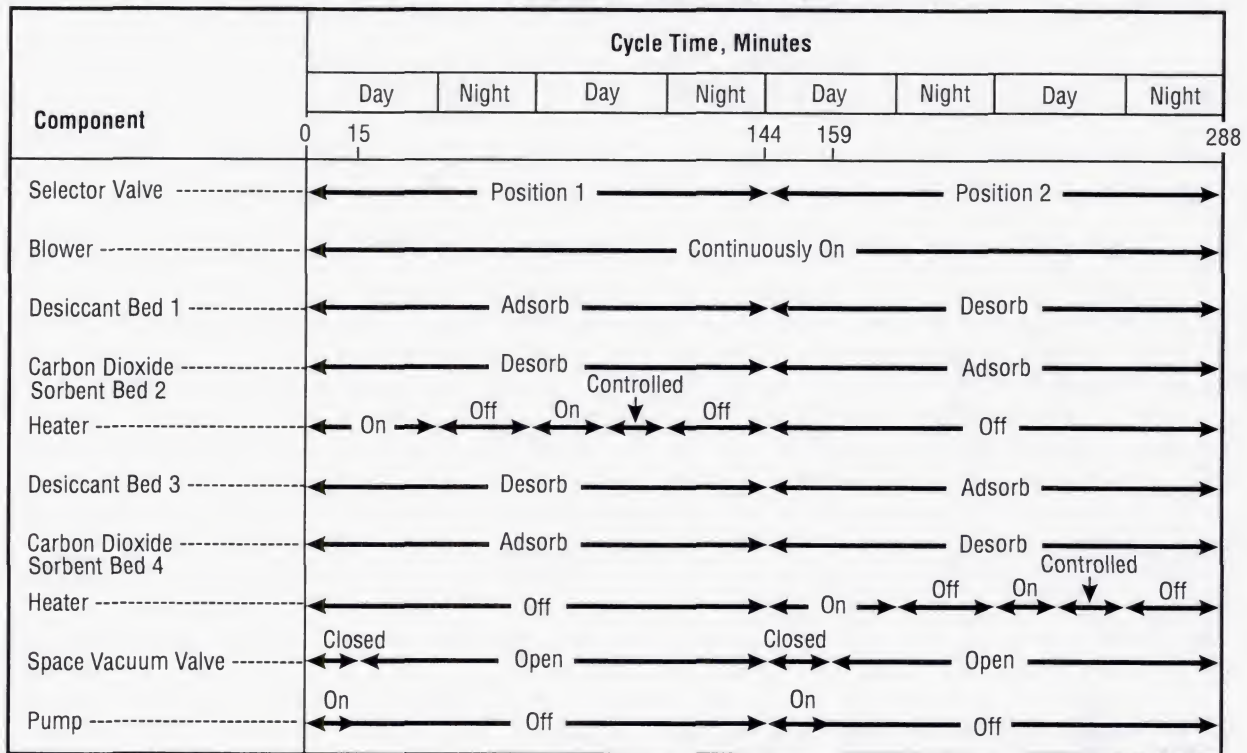 Cycle Time, Minutes
Component
Day Night Day Night Day Night Day Night
0 15 144 159 288
Selector Valve Position 1 Position 2
Blower Continuously On
Desiccant Bed 1 Adsorb Desorb
Carbon Dioxide
Sorbent Bed 2 Desorb Adsorb
Controlled
Heater On Off On Off Off
Desiccant Bed 3 Desorb Adsorb
Carbon Dioxide
Sorbent Bed 4 Adsorb Desorb
Controlled
Heater Off On Off On Off
Closed Closed
Space Vacuum Valve Open Open
On On
Pump Off Off